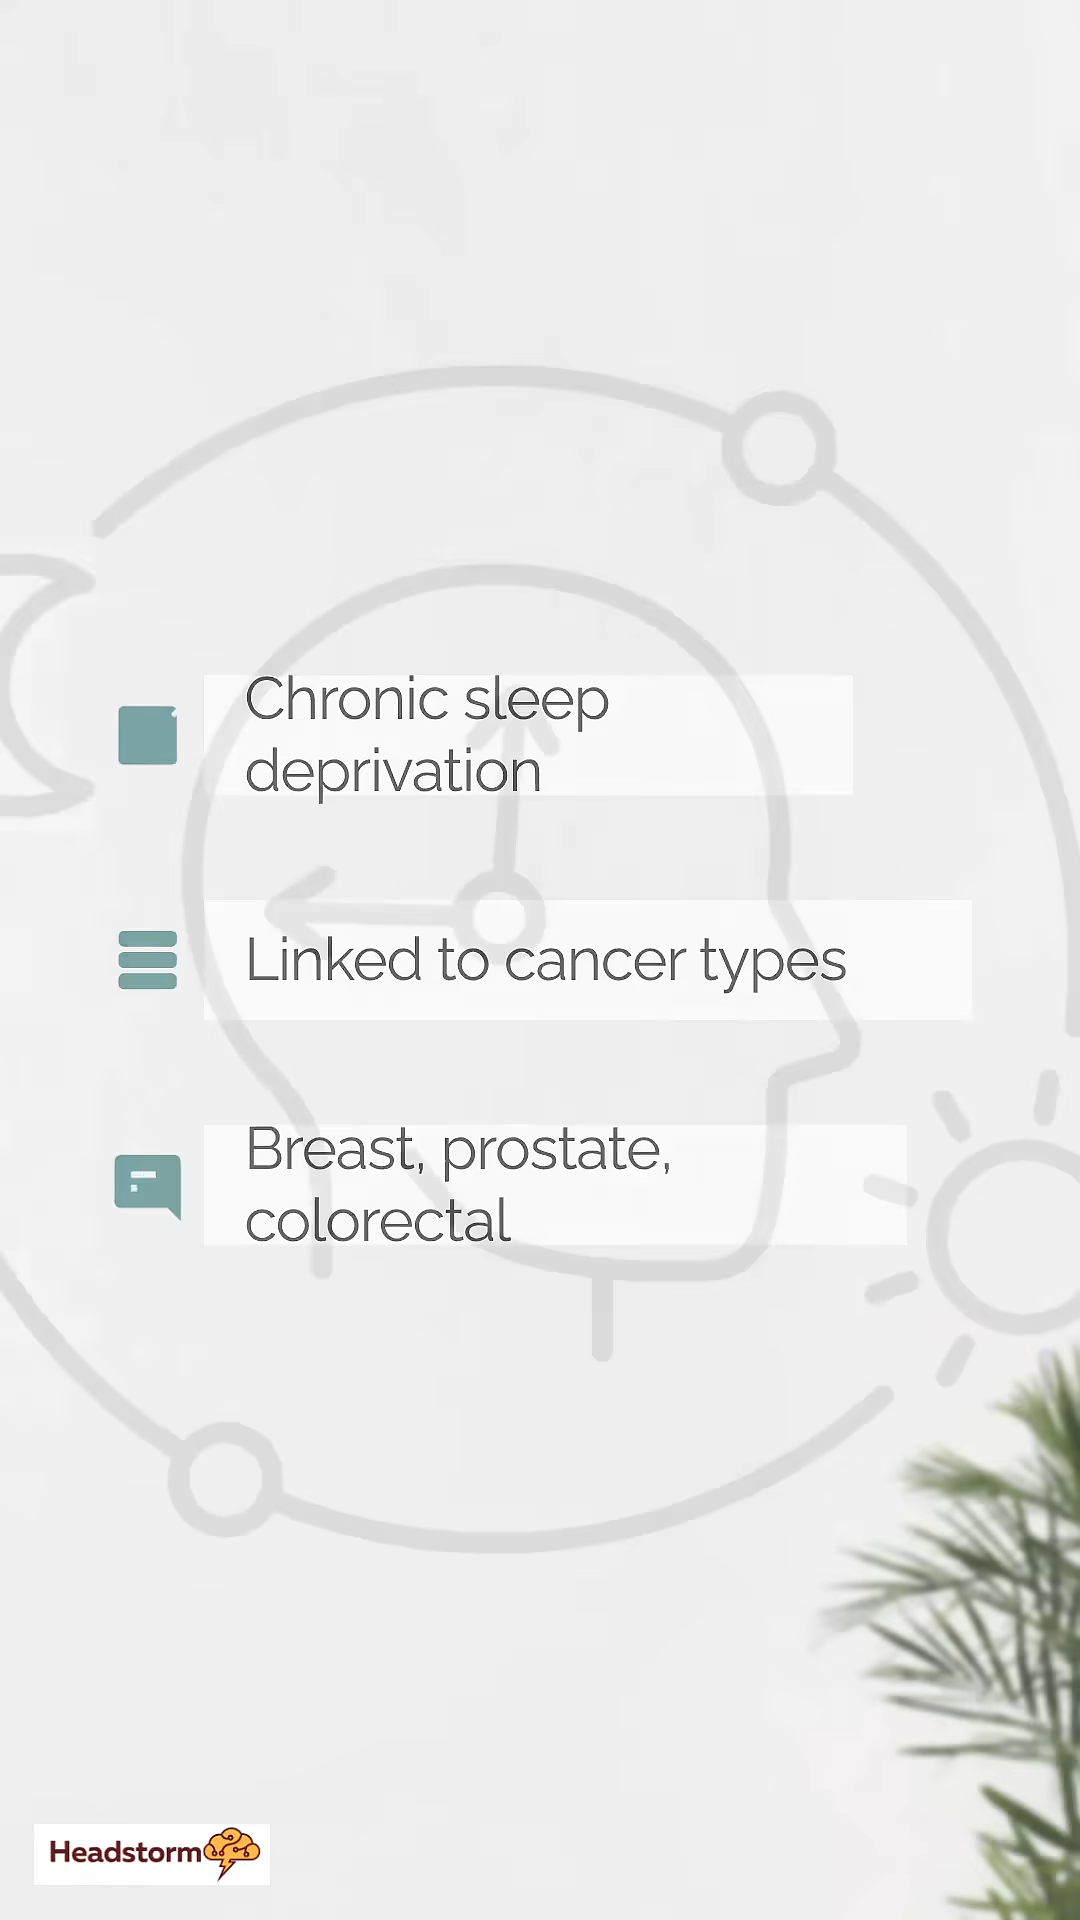 Chronic sleep
deprivation
Linked to cancer types
Breast, prostate,
colorectal
Headstorm